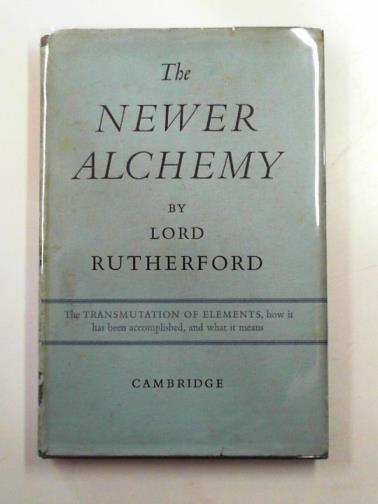 The
NEWER
ALCHEMY
BY
LORD
RUTHERFORD
The TRANSMUTATION OF ELEMENTS, how it
has been accomplished, and what it means
CAMBRIDGE